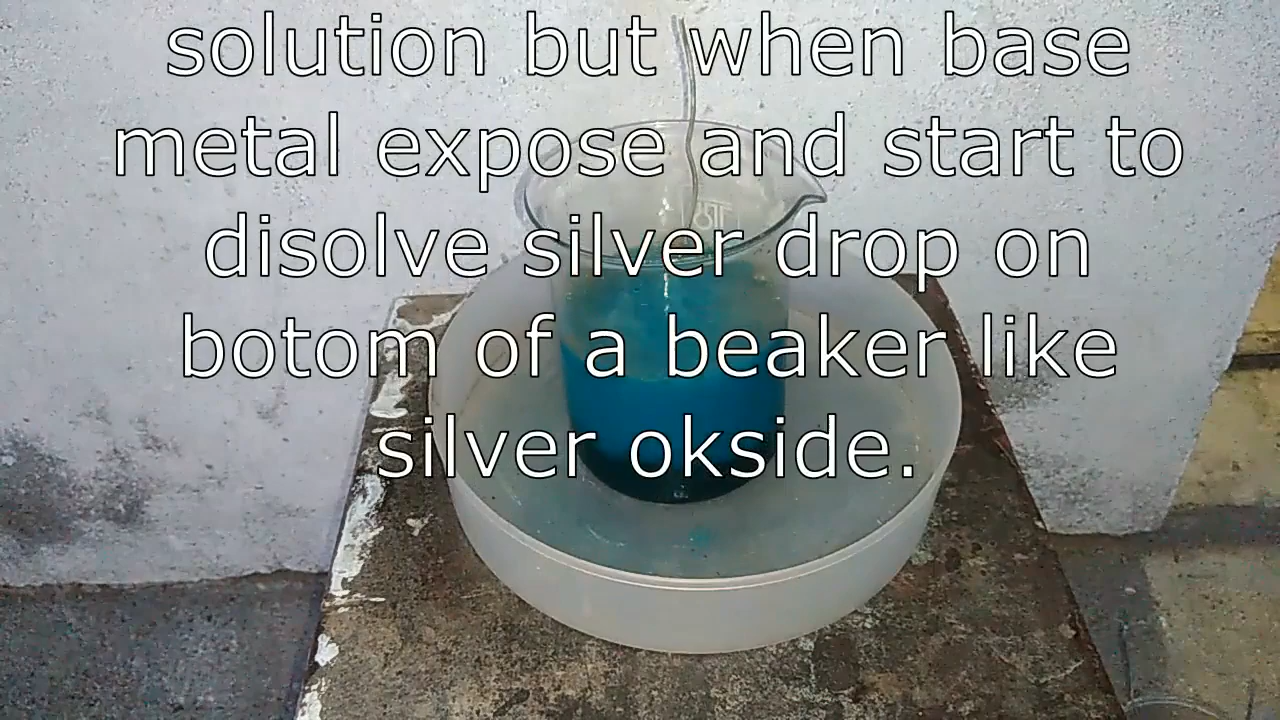 solution but when base
metal expose and start to
disolve silver drop on
botom of a beaker like
silver okside.